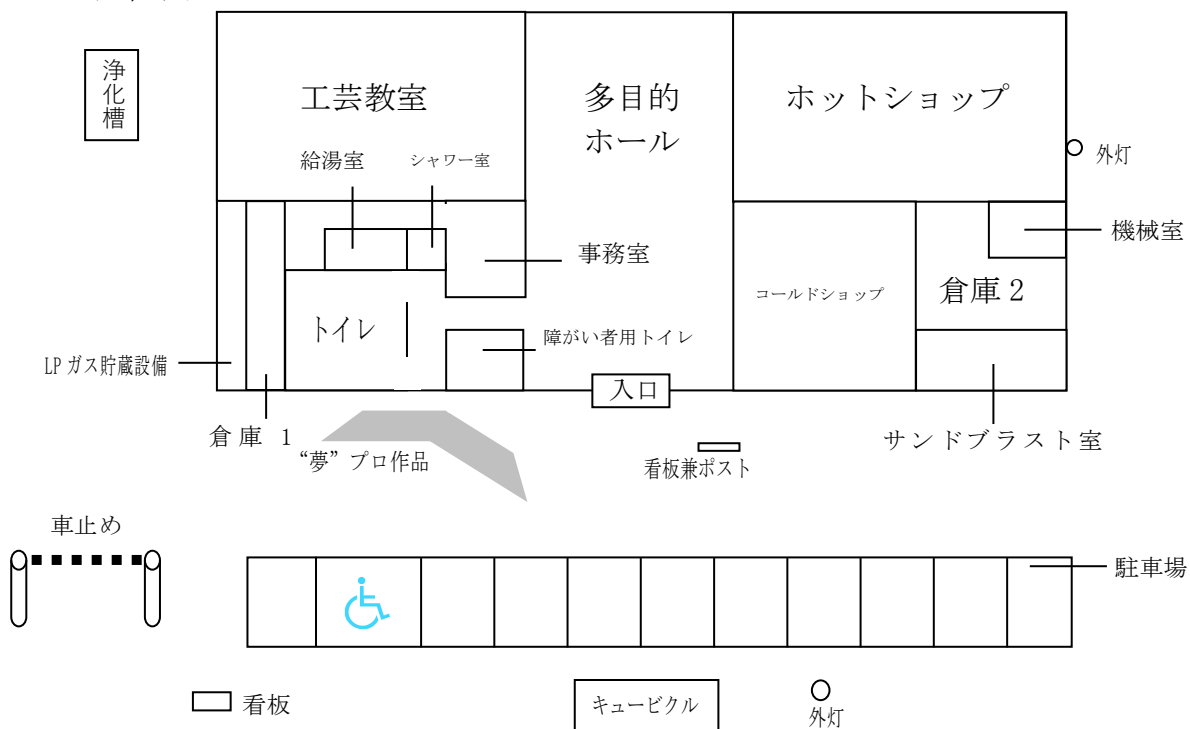 浄化槽
工芸教室
多目的
ホール
ホットショップ
外灯
給湯室
シャワー室
機械室
事務室
コールドショップ
倉庫 2
トイレ
障がい者用トイレ
LP ガス貯蔵設備
入口
倉庫 1
“夢” プロ作品
看板兼ポスト
サンドブラスト室
車止め
駐車場
看板
キュービクル
外灯